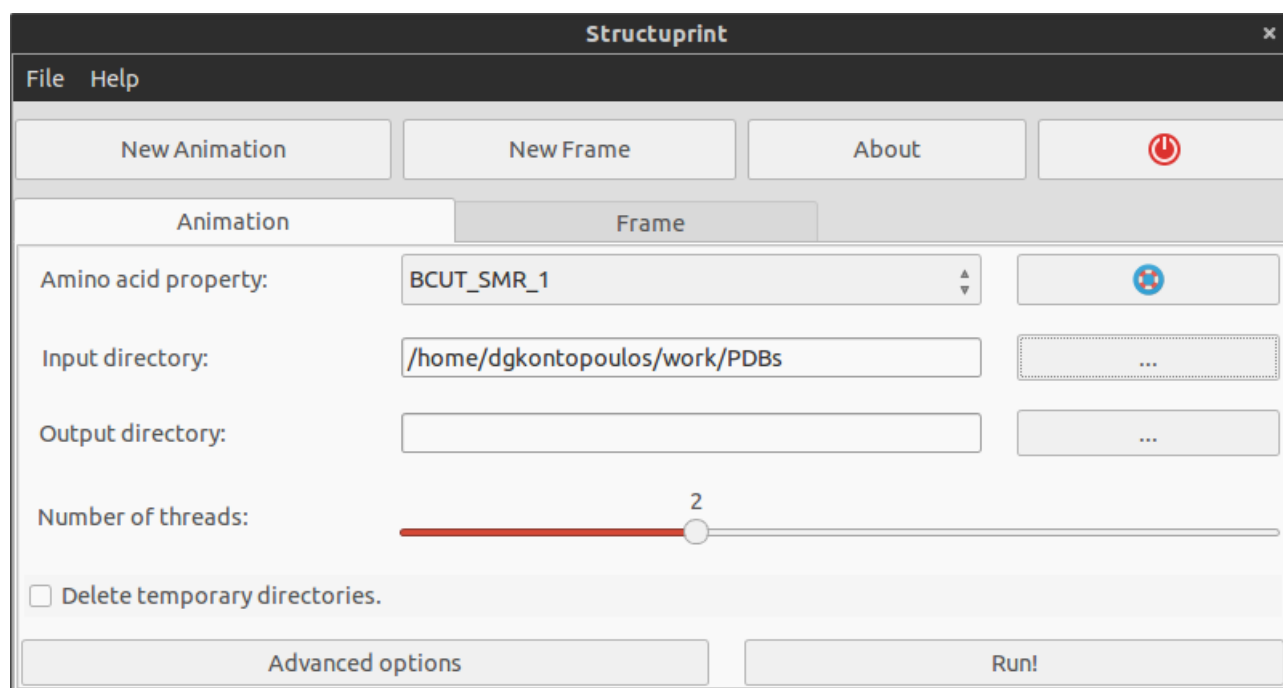 Structuprint ×
File Help
New Animation New Frame About
Animation Frame
Amino acid property: BCUT_SMR_1
Input directory: /home/dgkontopoulos/work/PDBs ...
Output directory: ...
2
Number of threads:
Delete temporary directories.
Advanced options Run!